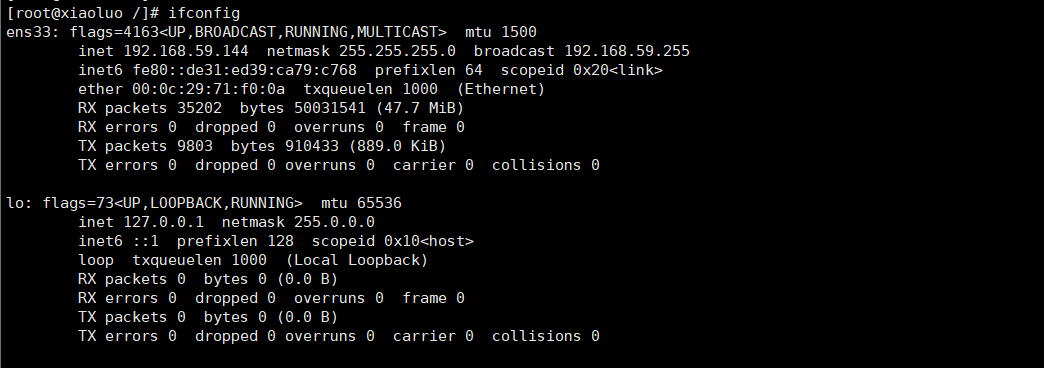 [root@xiaoluo /]# ifconfig
ens33: flags=4163<UP,BROADCAST,RUNNING,MULTICAST>  mtu 1500
        inet 192.168.59.144  netmask 255.255.255.0  broadcast 192.168.59.255
        inet6 fe80::de31:ed39:ca79:c768  prefixlen 64  scopeid 0x20<link>
        ether 00:0c:29:71:f0:0a  txqueuelen 1000  (Ethernet)
        RX packets 35202  bytes 50031541 (47.7 MiB)
        RX errors 0  dropped 0  overruns 0  frame 0
        TX packets 9803  bytes 910433 (889.0 KiB)
        TX errors 0  dropped 0 overruns 0  carrier 0  collisions 0

lo: flags=73<UP,LOOPBACK,RUNNING>  mtu 65536
        inet 127.0.0.1  netmask 255.0.0.0
        inet6 ::1  prefixlen 128  scopeid 0x10<host>
        loop  txqueuelen 1000  (Local Loopback)
        RX packets 0  bytes 0 (0.0 B)
        RX errors 0  dropped 0  overruns 0  frame 0
        TX packets 0  bytes 0 (0.0 B)
        TX errors 0  dropped 0 overruns 0  carrier 0  collisions 0